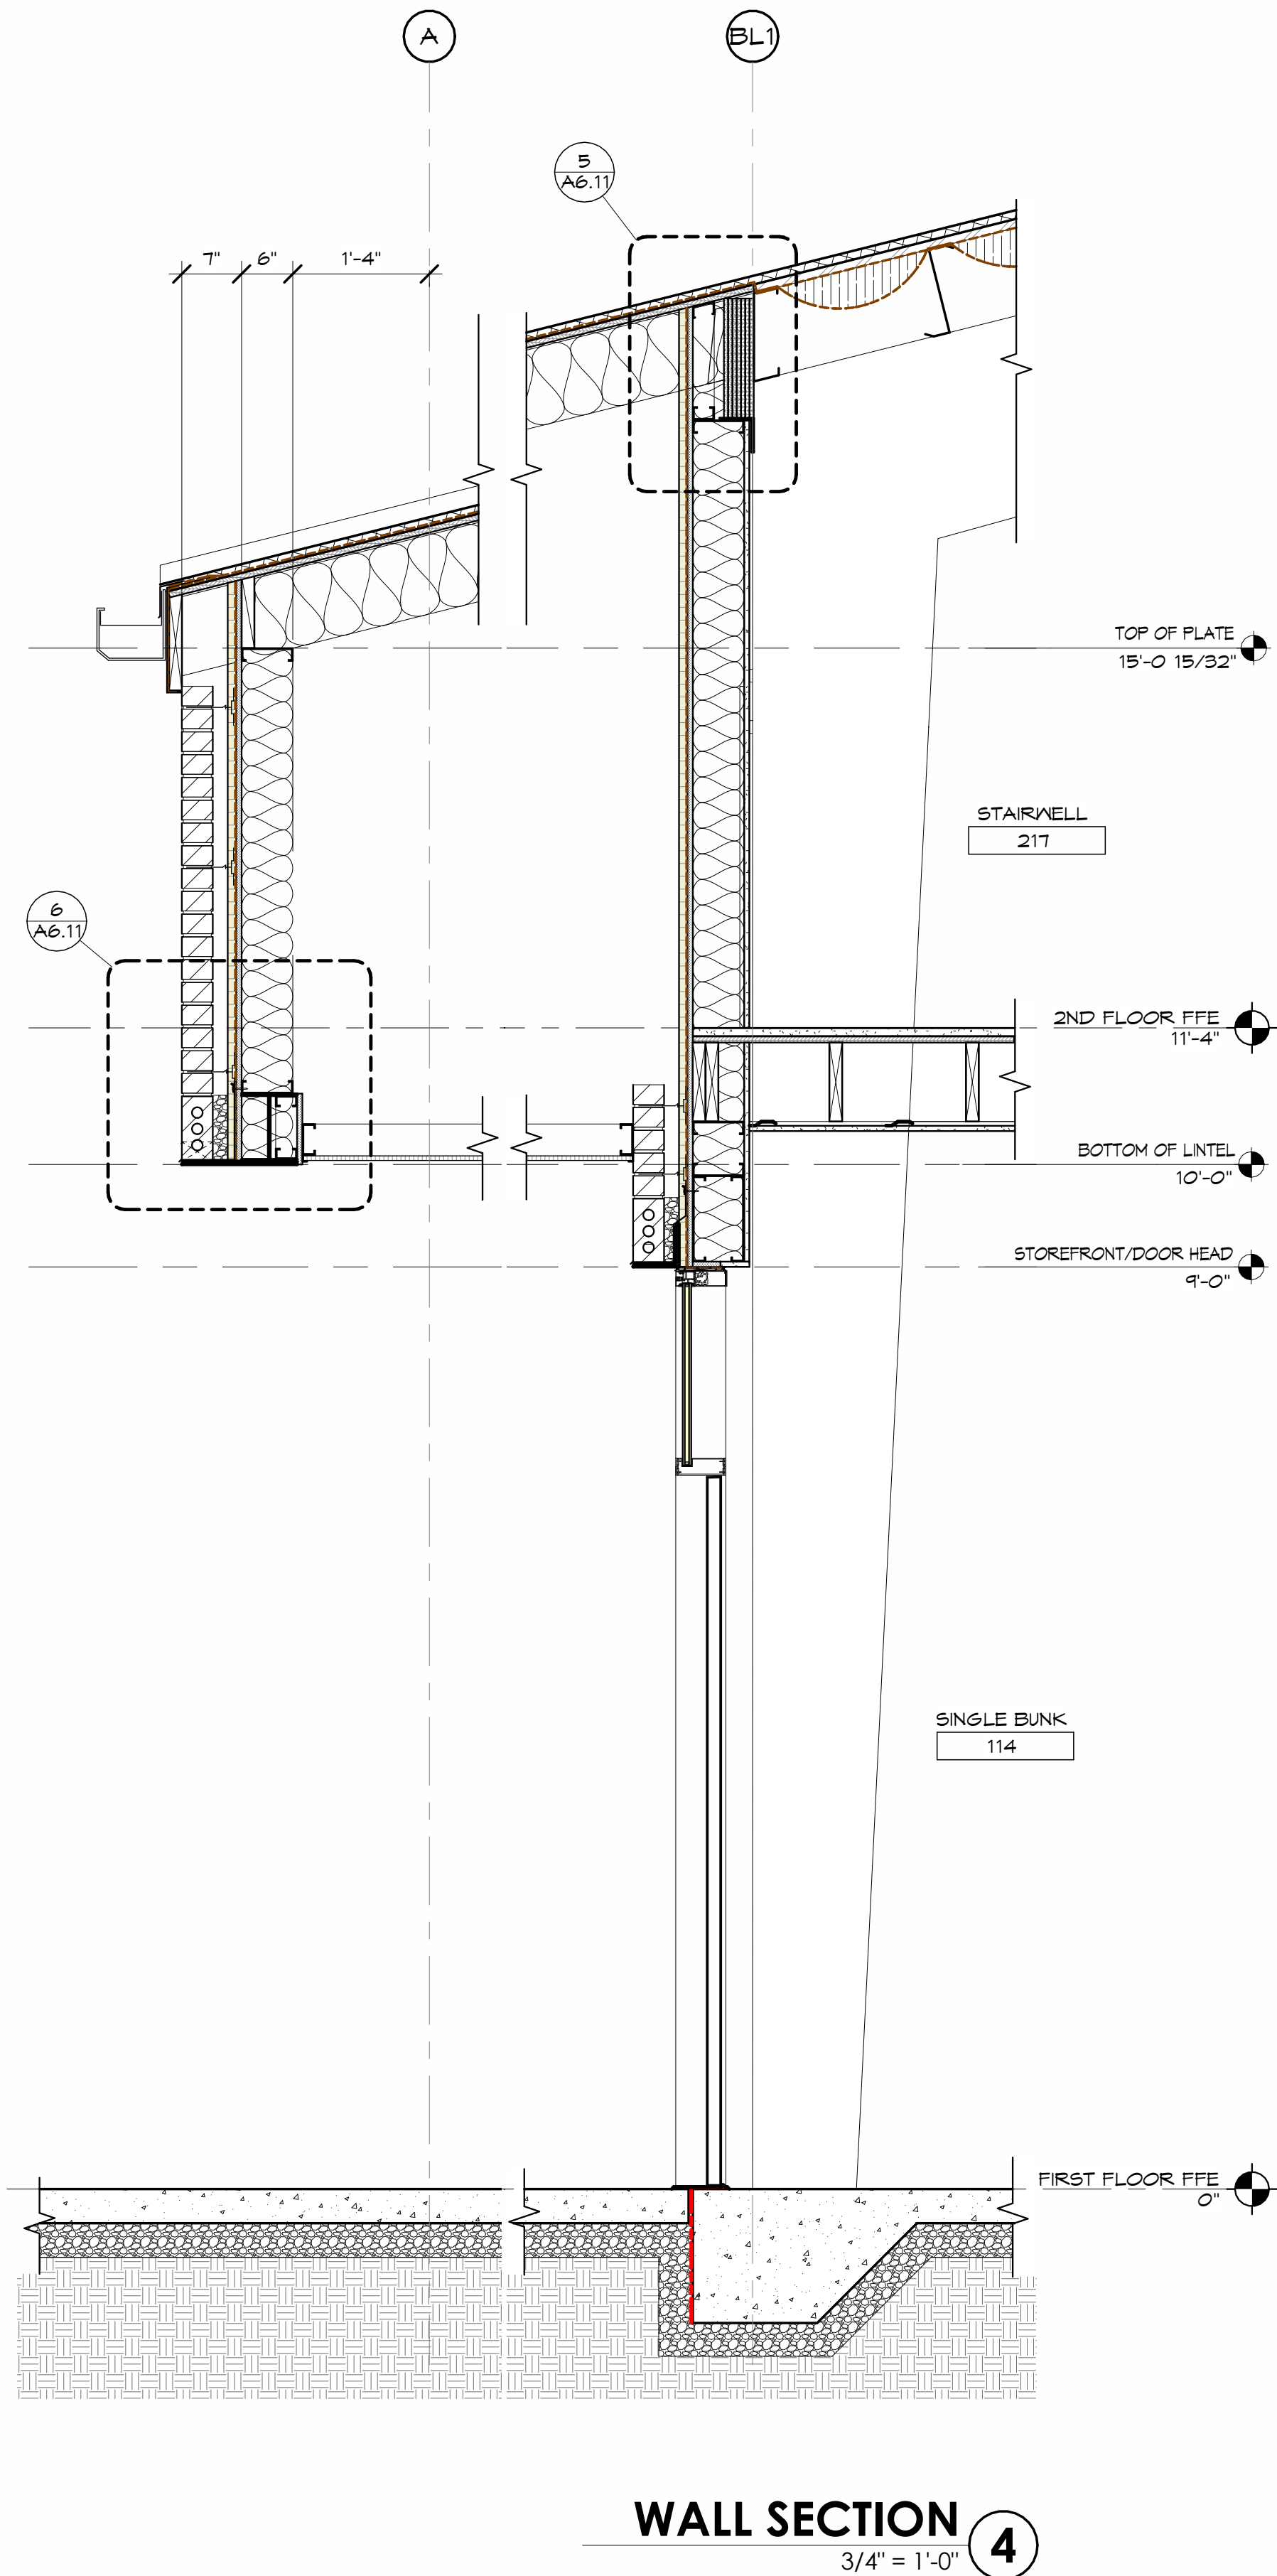 A
BL1
5
A6.11
7" 6" 1'-4"
TOP OF PLATE
15'-0 15/32"
STAIRWELL
217
6
A6.11
2ND FLOOR FFE
11'-4"
BOTTOM OF LINTEL
10'-0"
STOREFRONT/DOOR HEAD
9'-0"
SINGLE BUNK
114
FIRST FLOOR FFE
0"
WALL SECTION
4
3/4" = 1'-0"